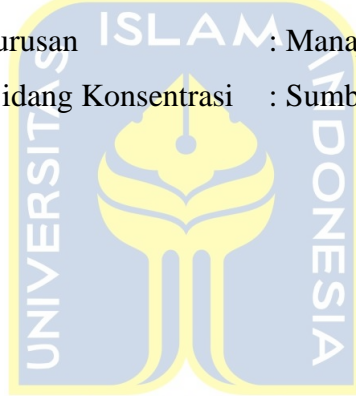 urusan : Mana
idang Konsentrasi : Sumb
UNIVERSITAS
ISLAM
INDONESIA